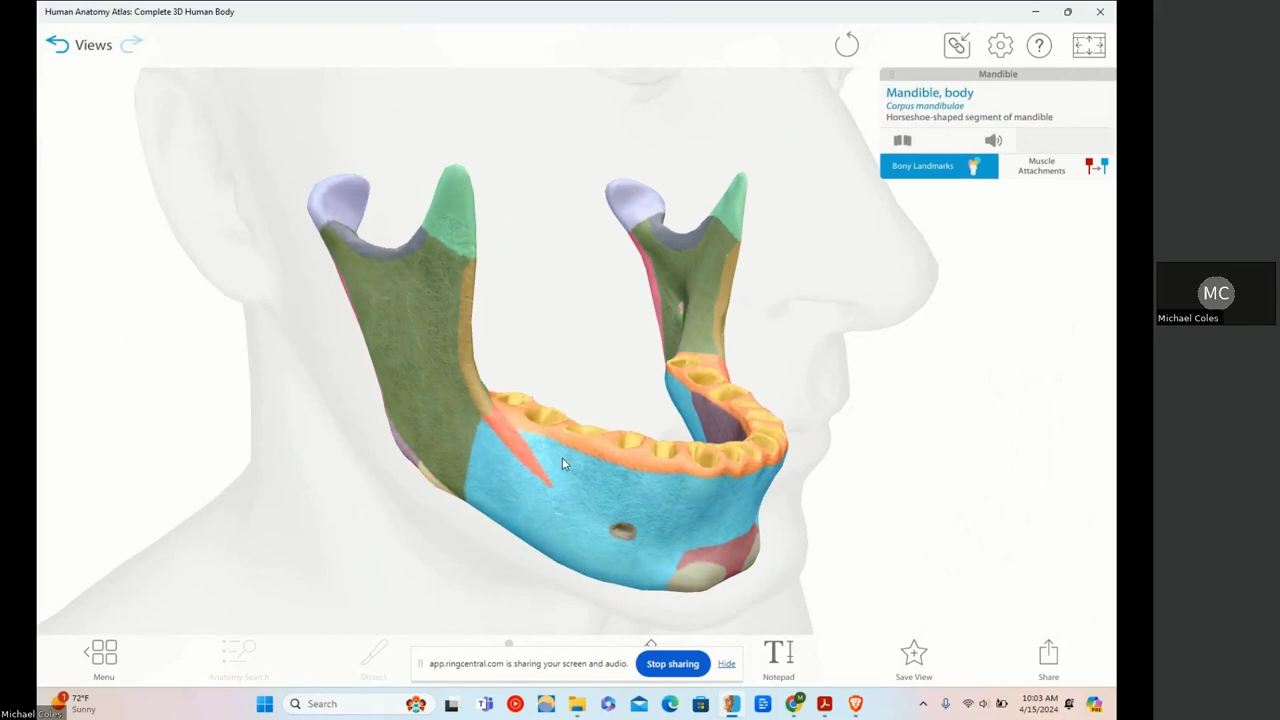 Human Anatomy Atlas: Complete 3D Human Body
Views
Mandible
Mandible, body
Corpus mandibulae
Horseshoe-shaped segment of mandible
Bony Landmarks
Muscle
Attachments
MC
Michael Coles
Menu
Anatomy Search
Dissect
app.ringcentral.com is sharing your screen and audio.
Stop sharing
Hide
Notepad
Save View
Share
1
72°F
Sunny
Michael Coles
Search
10:03 AM
4/15/2024